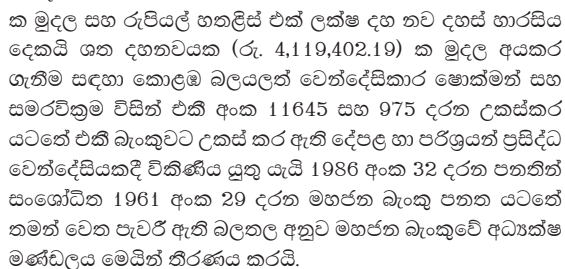 ක මුදල සහ රුපියල් හතළිස් එක් ලක්ෂ දහ නව දහස් හාරසිය
දෙකයි ශත දහනවයක (රු. 4,119,402.19) ක මුදල අයකර
ගැනීම සඳහා කොළඹ බලයලත් වෙන්දේසිකාර ෂොක්මන් සහ
සමරවික්‍රම විසින් එකී අංක 11645 සහ 975 දරන උකස්කර
යටතේ එකී බැංකුවට උකස් කර ඇති දේපළ හා පරිශ්‍රයන් ප්‍රසිද්ධ
වෙන්දේසියකදී විකිණිය යුතු යැයි 1986 අංක 32 දරන පනතින්
සංශෝධිත 1961 අංක 29 දරන මහජන බැංකු පනත යටතේ
තමන් වෙත පැවරී ඇති බලතල අනුව මහජන බැංකුවේ අධ්‍යක්ෂ
මණ්ඩලය මෙයින් තීරණය කරයි.